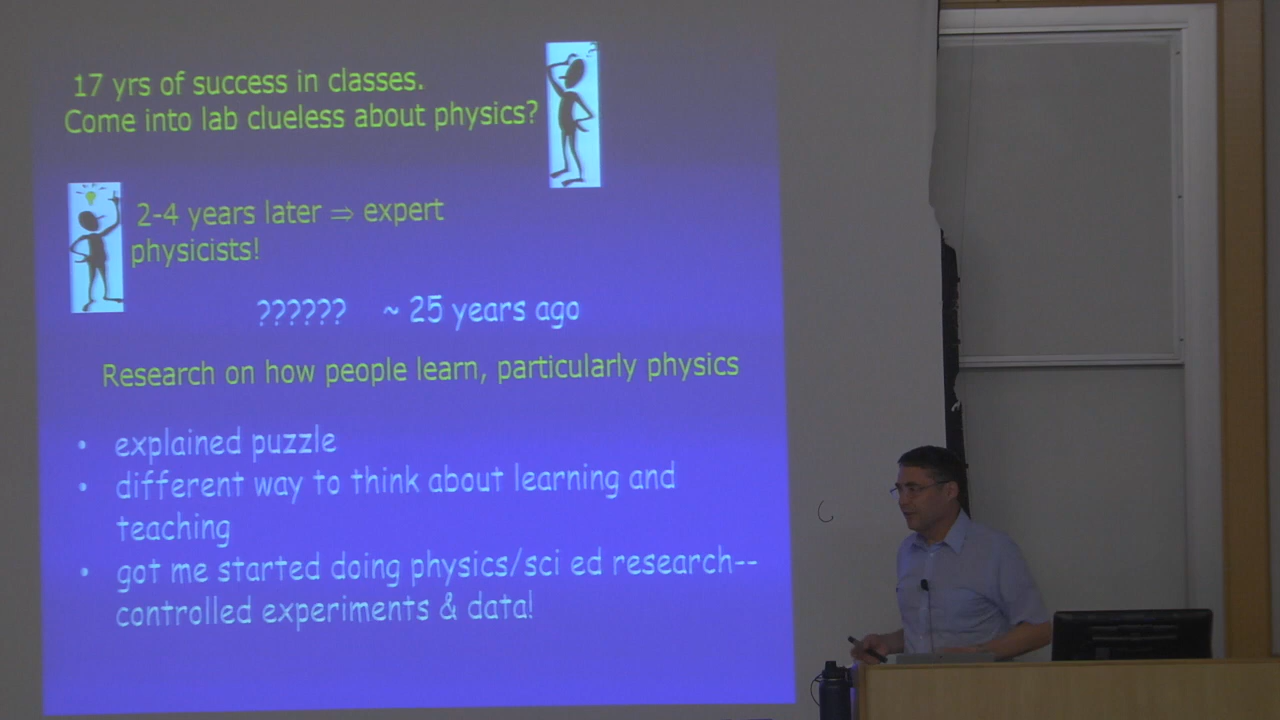 17 yrs of success in classes.
Come into lab clueless about physics?
2-4 years later ⇒ expert
physicists!
?????? ~ 25 years ago
Research on how people learn, particularly physics
• explained puzzle
• different way to think about learning and
teaching
• got me started doing physics/sci ed research--
controlled experiments & data!